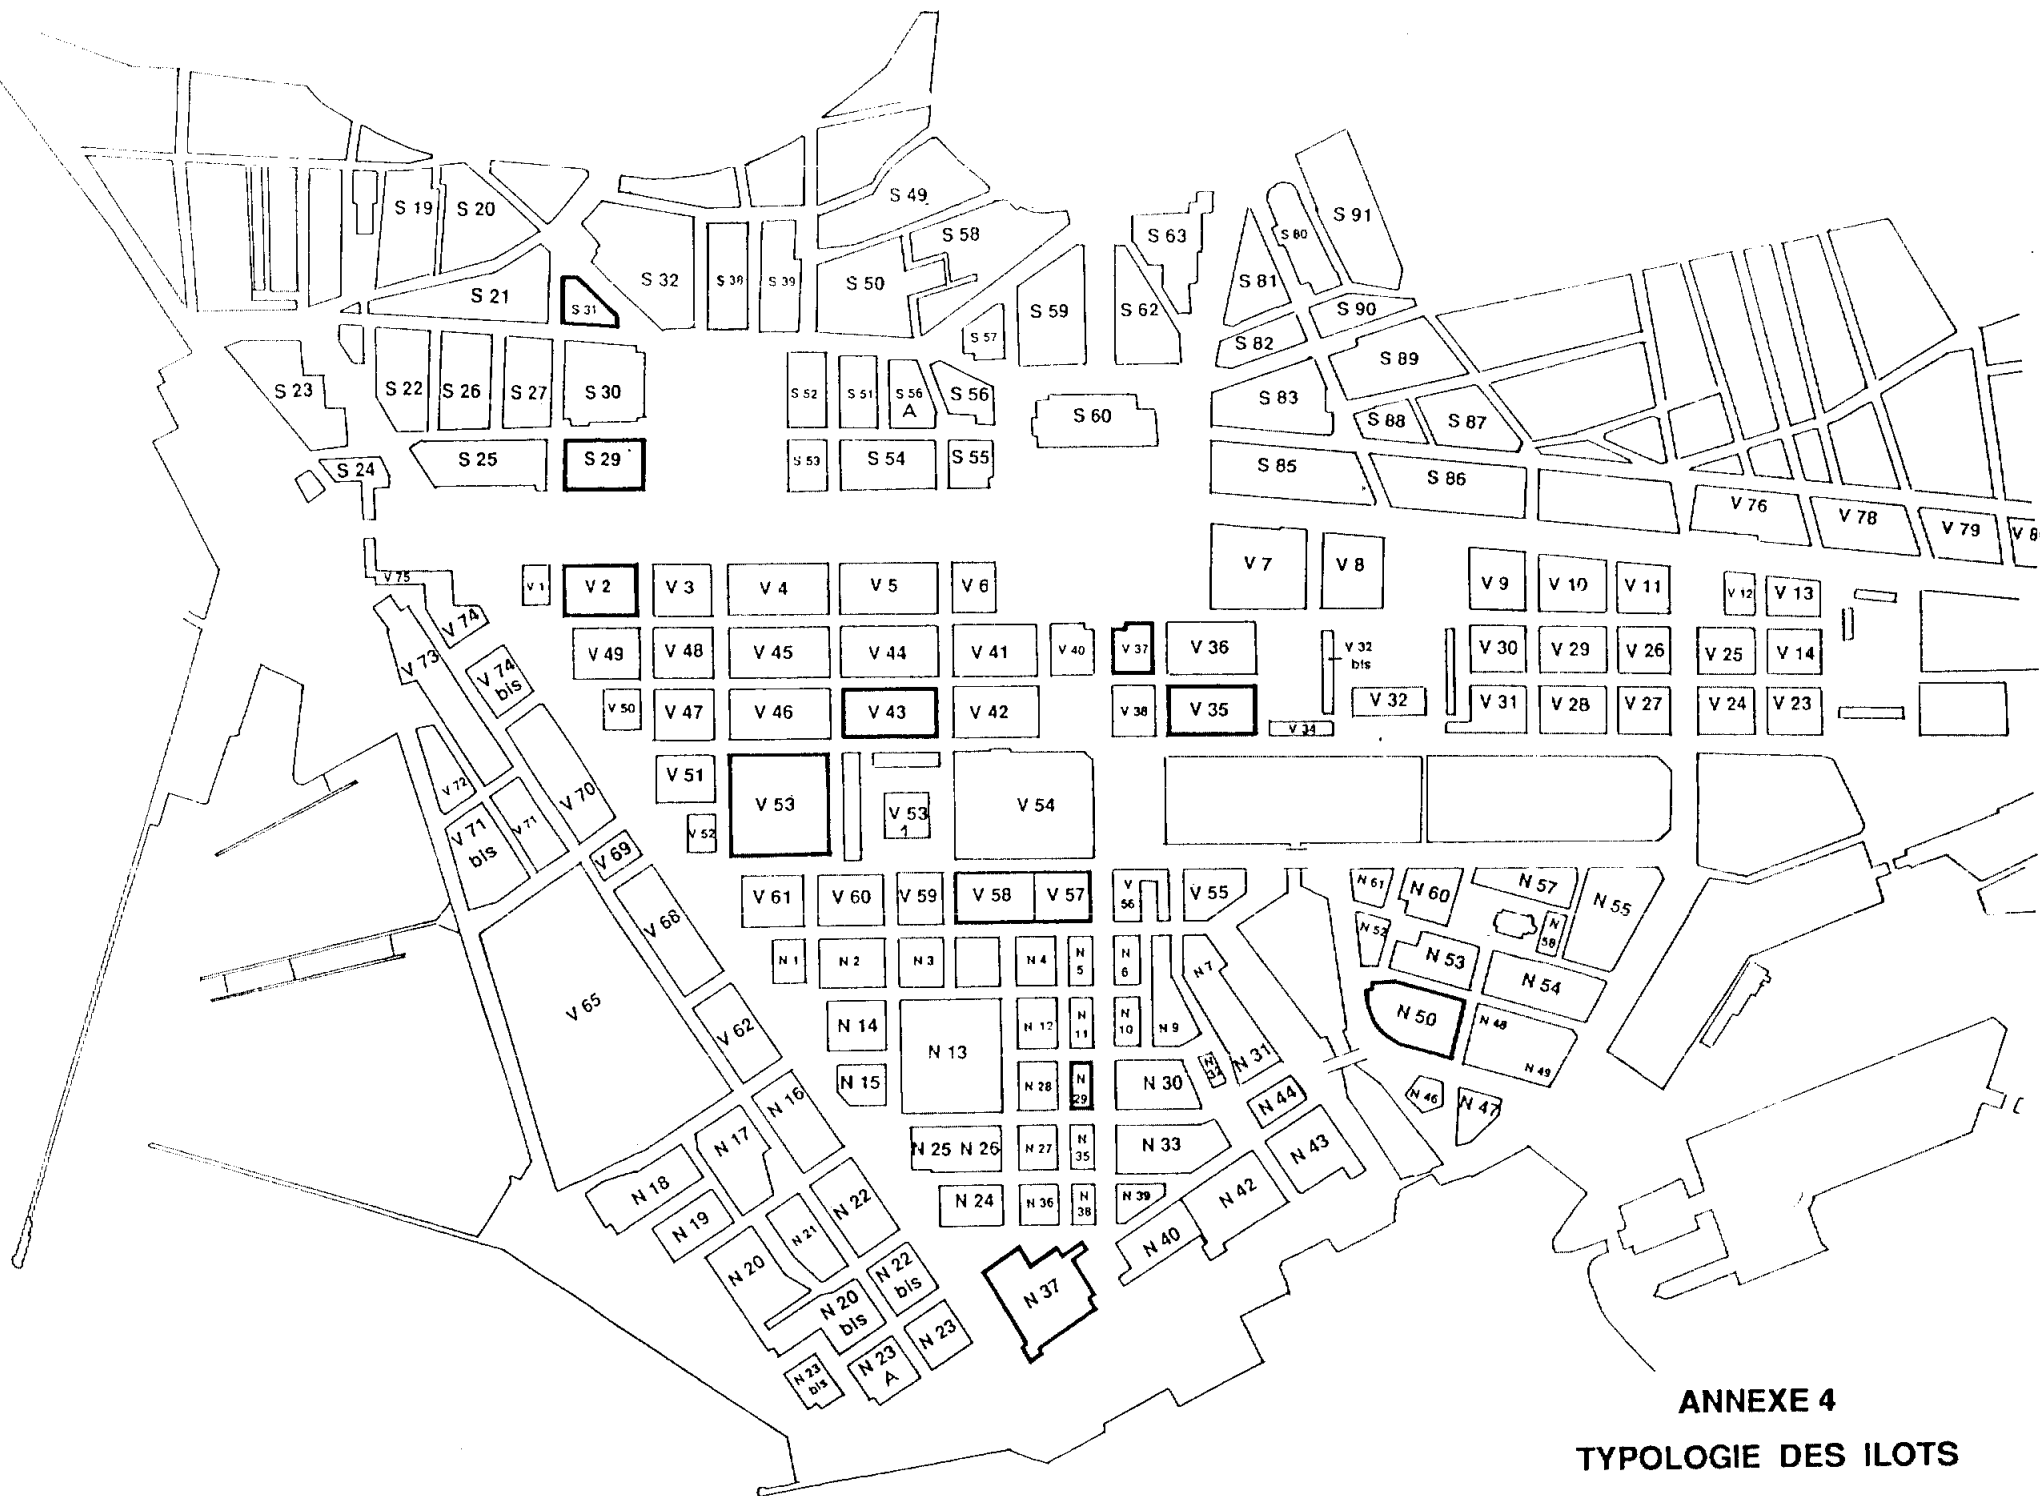 S 49
S 91
S 19
S 20
S 58
S 63
S 80
S 32
S 38
S 39
S 50
S 81
S 21
S 31
S 59
S 62
S 90
S 57
S 82
S 89
S 23
S 22
S 26
S 27
S 30
S 52
S 51
S 56
A
S 56
S 60
S 83
S 88
S 87
S 24
S 25
S 29
S 53
S 54
S 55
S 85
S 86
V 76
V 78
V 79
V 8
V 75
V 1
V 2
V 3
V 4
V 5
V 6
V 7
V 8
V 9
V 10
V 11
V 12
V 13
V 74
V 73
V 74
bis
V 49
V 48
V 45
V 44
V 41
V 40
V 37
V 36
V 32
bis
V 30
V 29
V 26
V 25
V 14
V 50
V 47
V 46
V 43
V 42
V 38
V 35
V 34
V 32
V 31
V 28
V 27
V 24
V 23
V 72
V 70
V 51
V 53
V 53
1
V 54
V 71
bis
V 71
V 52
V 69
V 68
V 61
V 60
V 59
V 58
V 57
V
56
V 55
N 61
N 60
N 57
N 55
N 52
N
58
N 53
N 54
N 1
N 2
N 3
N 4
N
5
N
6
N 7
V 65
V 62
N 14
N 13
N 12
N
11
N
10
N 9
N 50
N 48
N 49
N 15
N 28
N
29
N 30
N
32
N 31
N 44
N 46
N 47
N 16
N 17
N 25 N 26
N 27
N
35
N 33
N 43
N 18
N 19
N 22
N 24
N 36
N
38
N 39
N 42
N 40
N 21
N 20
N 22
bis
N 20
bis
N 37
N 23
N 23
A
N 23
bis
ANNEXE 4
TYPOLOGIE DES ILOTS